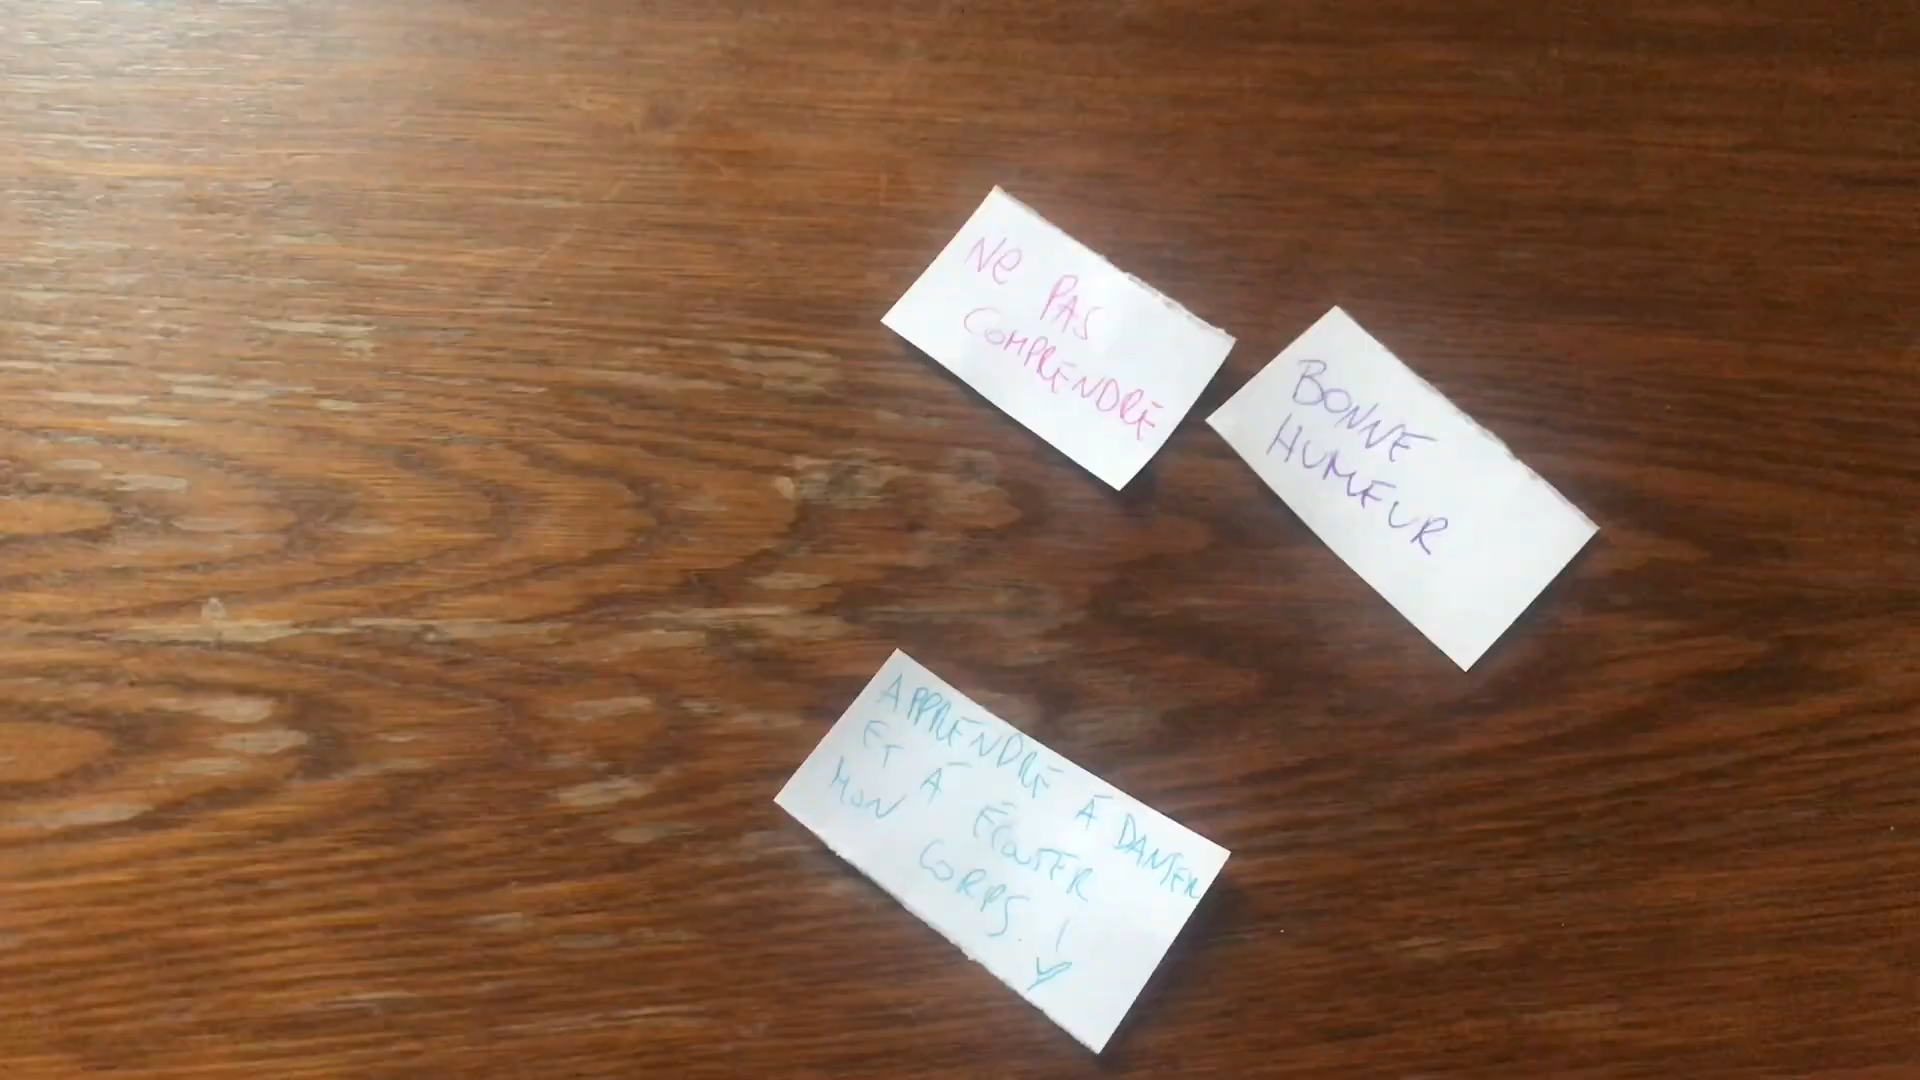 Ne PAS
COMPRENDRE
BONNE
HUMEUR
APPRENDRE À DANSER
ET À ÉCOUTER
MON CORPS !